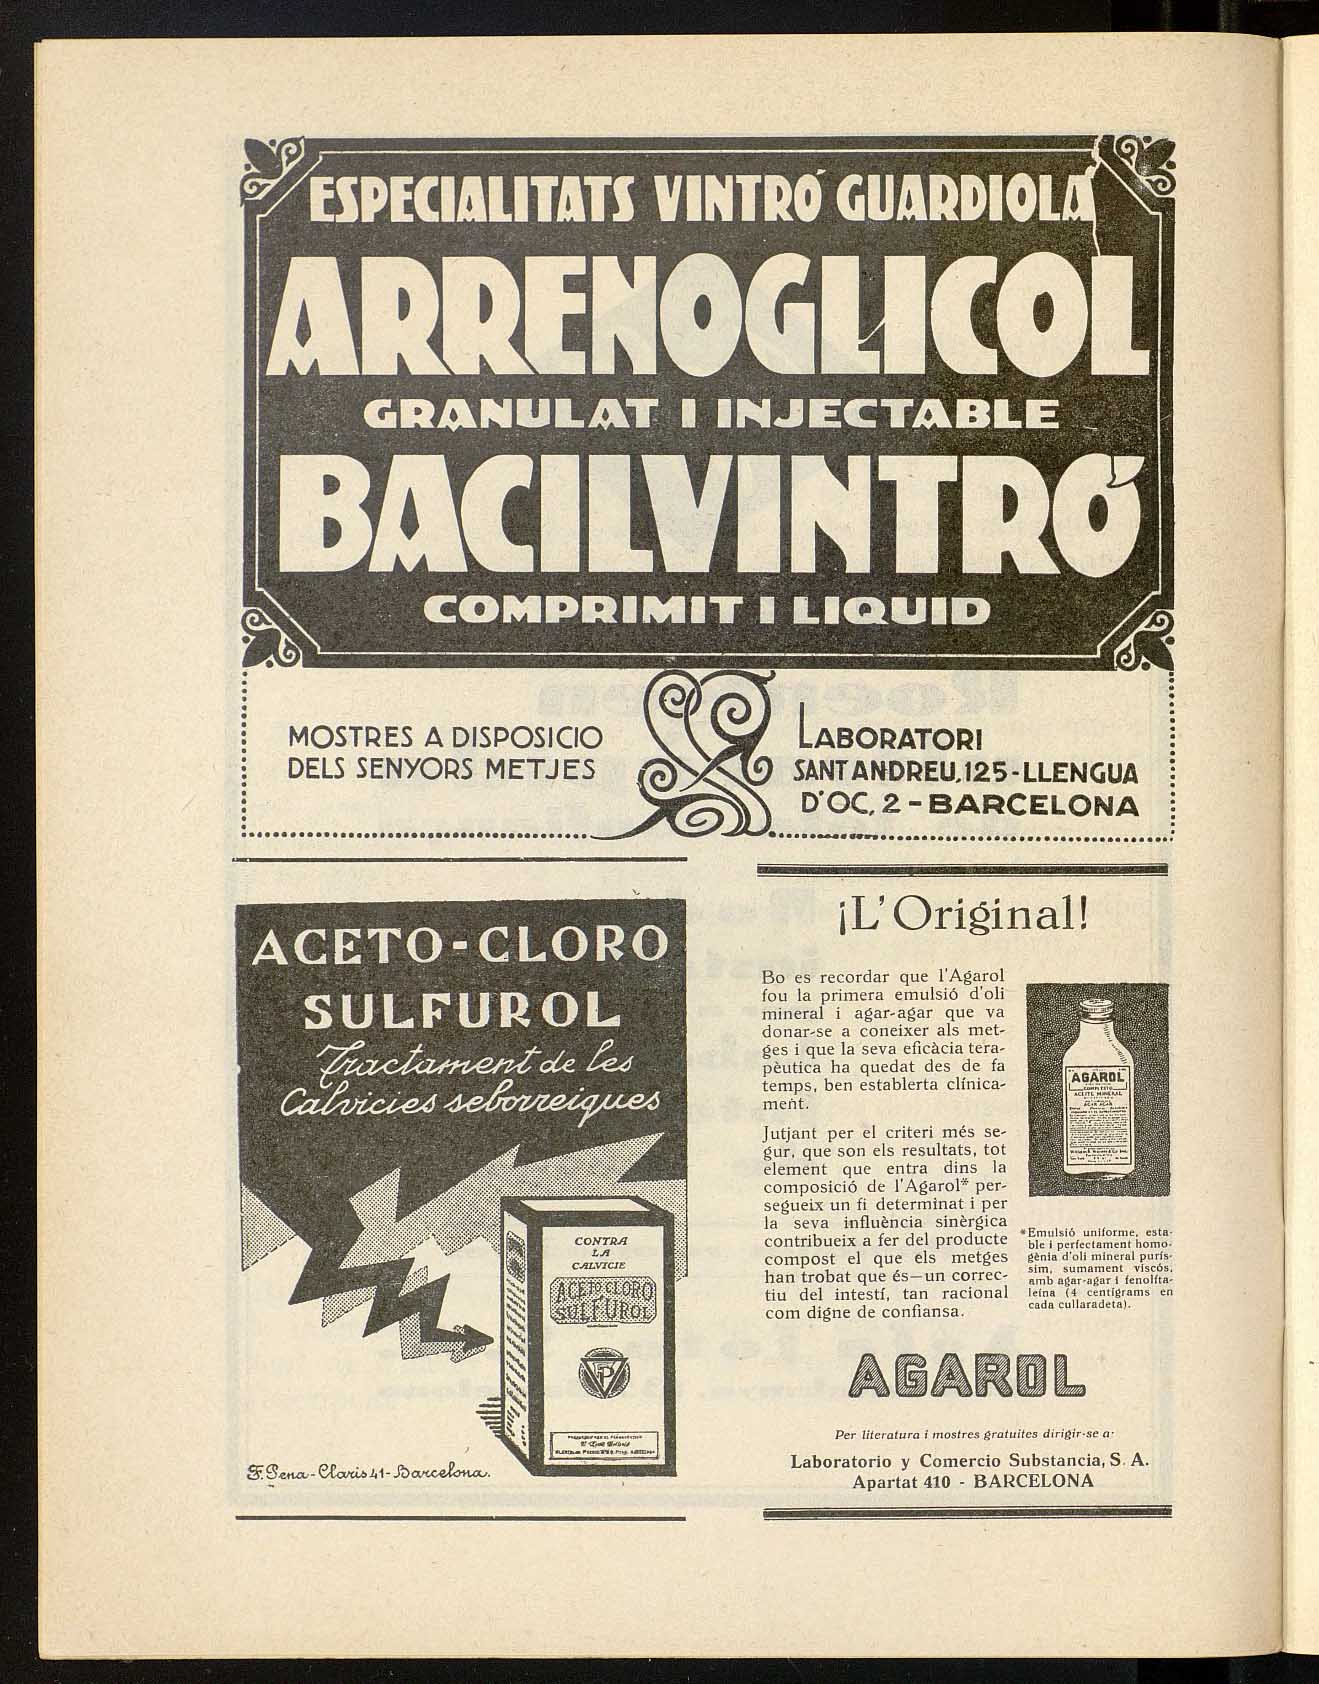 ESPECIALITATS VINTRÓ GUARDIOLA
ARRENOGLICOL
GRANULAT I INJECTABLE
BACILVINTRÓ
COMPRIMIT I LIQUID
MOSTRES A DISPOSICIO
DELS SENYORS METJES
LABORATORI
SANT ANDREU, 125-LLENGUA
D'OC, 2 - BARCELONA
ACETO-CLORO
SULFUROL
Tractament de les
Calvicies seborreiques
CONTRA
LA
CALVICIE
ACETO CLORO
SULFUROL
F. Pena - Claris 41 - Barcelona.
¡L'Original!
Bo es recordar que l'Agarol
fou la primera emulsió d'oli
mineral i agar-agar que va
donar-se a coneixer als met-
ges i que la seva eficàcia tera-
pèutica ha quedat des de fa
temps, ben establerta clínica-
ment.
Jutjant per el criteri més se-
gur, que son els resultats, tot
element que entra dins la
composició de l'Agarol* per-
segueix un fi determinat i per
la seva influència sinèrgica
contribueix a fer del producte
compost el que els metges
han trobat que és—un correc-
tiu del intestí, tan racional
com digne de confiansa.
AGAROL
COMPUESTO
ACEITE MINERAL
AGAR AGAR
*Emulsió uniforme, esta-
ble i perfectament homo-
gènia d'oli mineral purís-
sim, sumament viscós,
amb agar-agar i fenolfta-
leína (4 centígrams en
cada cullaradeta).
AGAROL
Per literatura i mostres gratuites dirigir-se a:
Laboratorio y Comercio Substancia, S. A.
Apartat 410 - BARCELONA